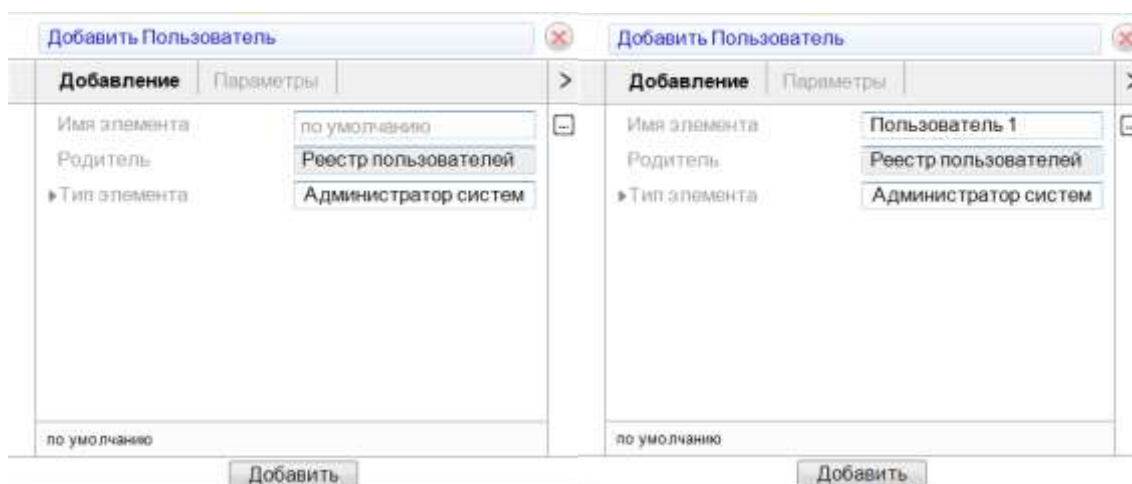 Добавить Пользователь
Добавление Параметры >
Имя элемента по умолчанию ...
Родитель Реестр пользователей
Тип элемента Администратор систем
по умолчанию
Добавить
Добавить Пользователь
Добавление Параметры
Имя элемента Пользователь 1
Родитель Реестр пользователей
Тип элемента Администратор систем
по умолчанию
Добавить